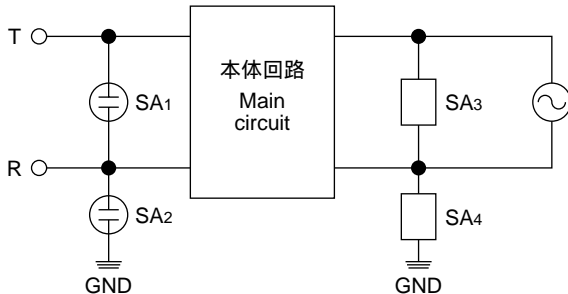 T
本体回路
Main
circuit
SA1
SA3
R
SA2
SA4
GND
GND